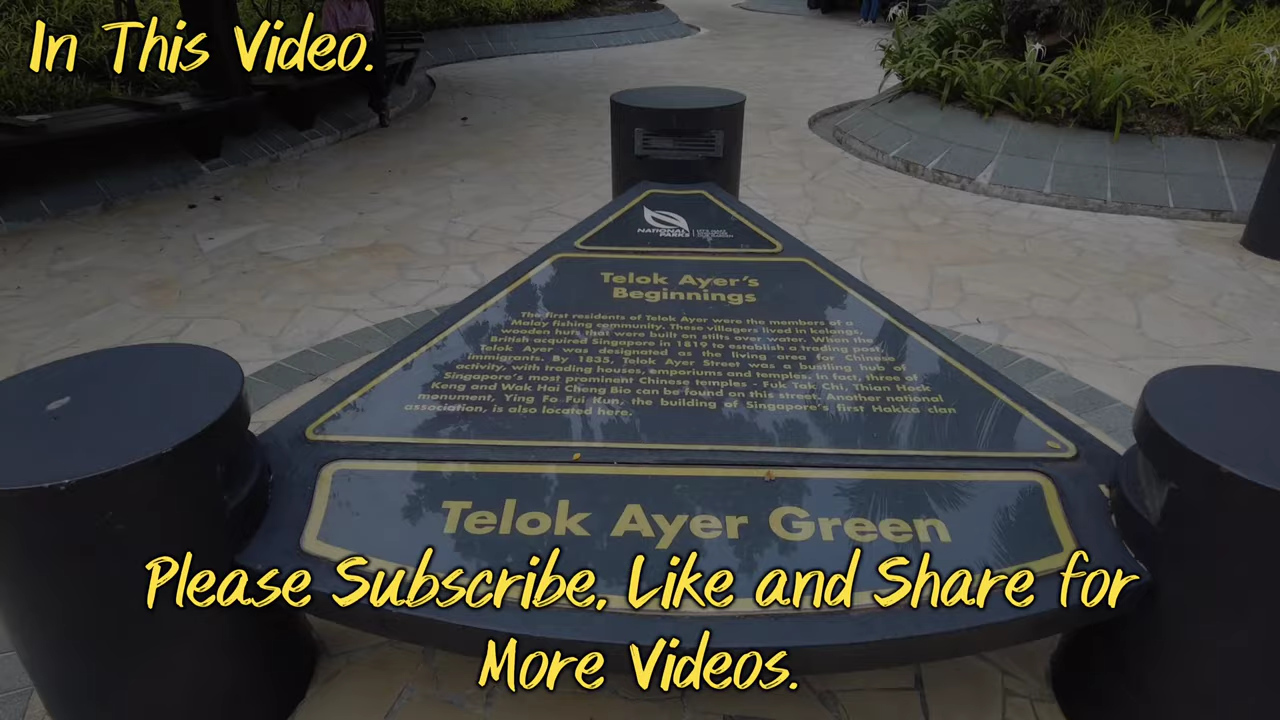 In This Video.
NATIONAL
PARKS
Telok Ayer's
Beginnings
The first residents of Telok Ayer were the members of a
Malay fishing community. These villagers lived in kelongs,
wooden huts that were built on stilts over water. When the
British acquired Singapore in 1819 to establish a trading post,
Telok Ayer was designated as the living area for Chinese
immigrants. By 1835, Telok Ayer Street was a bustling hub of
activity, with trading houses, emporiums and temples. In fact, three of
Singapore's most prominent Chinese temples - Fuk Tak Chi, Thian Hock
Keng and Wak Hai Cheng Bio can be found on this street. Another national
monument, Ying Fo Fui Kun, the building of Singapore's first Hakka clan
association, is also located here.
Telok Ayer Green
Please Subscribe, Like and Share for
More Videos.